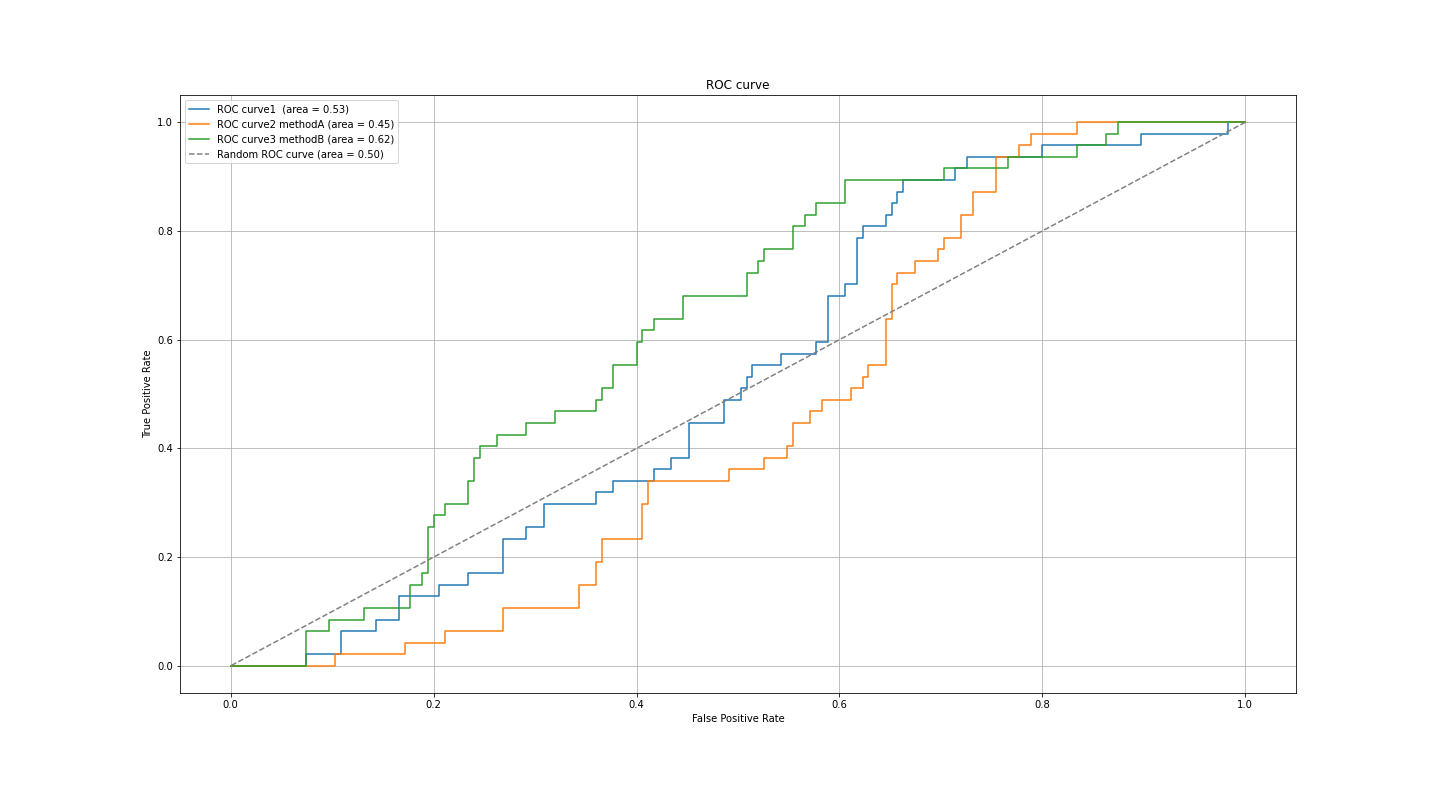 ROC curve
ROC curve1  (area = 0.53)
ROC curve2 methodA (area = 0.45)
ROC curve3 methodB (area = 0.62)
Random ROC curve (area = 0.50)
True Positive Rate
1.0
0.8
0.6
0.4
0.2
0.0
0.0 0.2 0.4 0.6 0.8 1.0
False Positive Rate